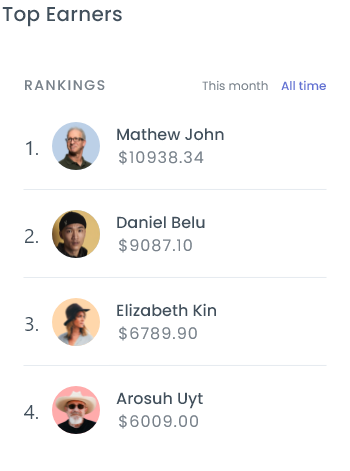 Top Earners
RANKINGS This month All time
1. Mathew John
$10938.34
2. Daniel Belu
$9087.10
3. Elizabeth Kin
$6789.90
4. Arosuh Uyt
$6009.00